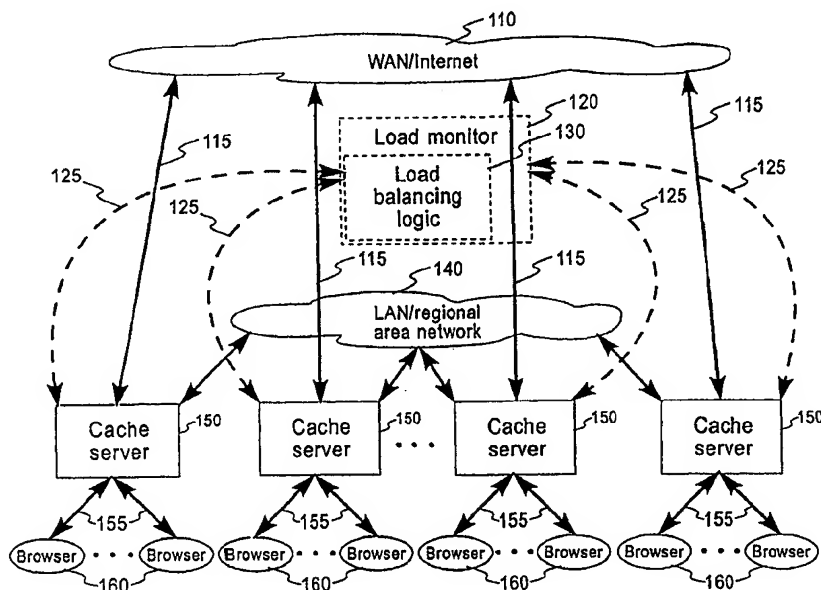 110
WAN/Internet
120
115
Load monitor
130
115
125
Load
balancing
logic
125
125
125
115
140
115
LAN/regional
area network
Cache
server
150
Cache
server
150
. . .
Cache
server
150
Cache
server
150
155
155
155
155
Browser . . . Browser
Browser . . . Browser
Browser . . . Browser
Browser . . . Browser
160
160
160
160